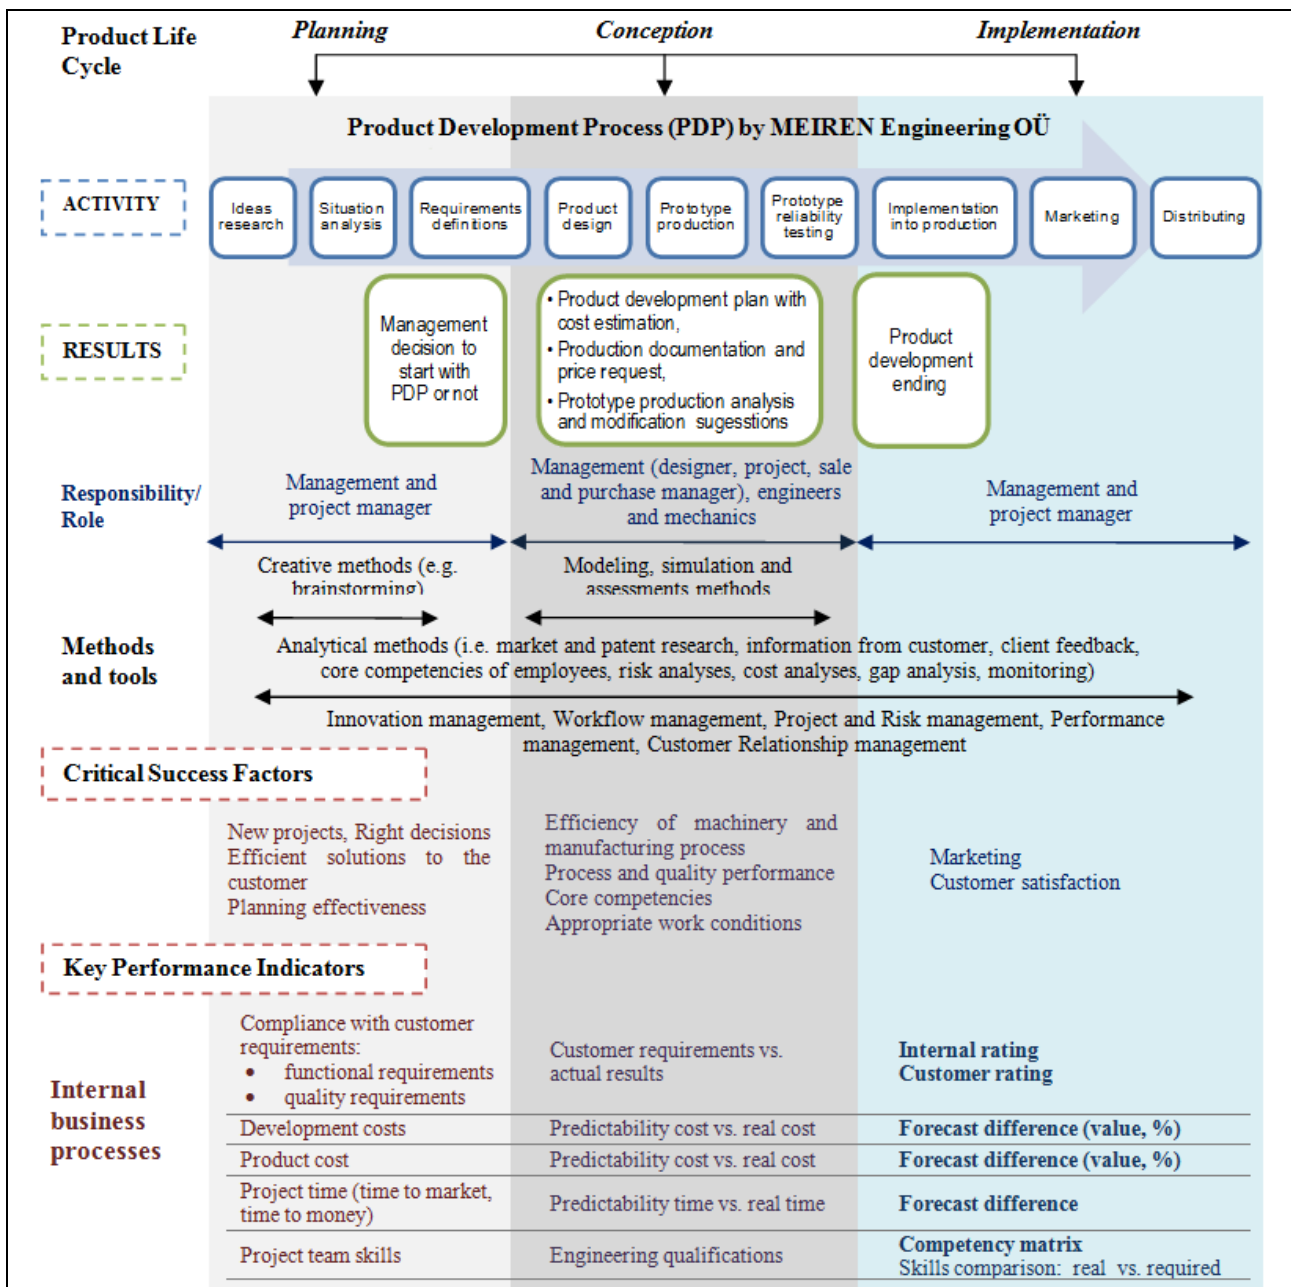 Product Life
Cycle
Planning
Conception
Implementation
Product Development Process (PDP) by MEIREN Engineering OÜ
ACTIVITY
Ideas
research
Situation
analysis
Requirements
definitions
Product
design
Prototype
production
Prototype
reliability
testing
Implementation
into production
Marketing
Distributing
RESULTS
Management
decision to
start with
PDP or not
• Product development plan with
cost estimation,
• Production documentation and
price request,
• Prototype production analysis
and modification sugesstions
Product
development
ending
Responsibility/
Role
Management and
project manager
Management (designer, project, sale
and purchase manager), engineers
and mechanics
Management and
project manager
Methods
and tools
Creative methods (e.g.
brainstorming)
Modeling, simulation and
assessments methods
Analytical methods (i.e. market and patent research, information from customer, client feedback,
core competencies of employees, risk analyses, cost analyses, gap analysis, monitoring)
Innovation management, Workflow management, Project and Risk management, Performance
management, Customer Relationship management
Critical Success Factors
New projects, Right decisions
Efficient solutions to the
customer
Planning effectiveness
Efficiency of machinery and
manufacturing process
Process and quality performance
Core competencies
Appropriate work conditions
Marketing
Customer satisfaction
Key Performance Indicators
Internal
business
processes
Compliance with customer
requirements:
• functional requirements
• quality requirements
Customer requirements vs.
actual results
Internal rating
Customer rating
Development costs
Predictability cost vs. real cost
Forecast difference (value, %)
Product cost
Predictability cost vs. real cost
Forecast difference (value, %)
Project time (time to market,
time to money)
Predictability time vs. real time
Forecast difference
Project team skills
Engineering qualifications
Competency matrix
Skills comparison: real vs. required